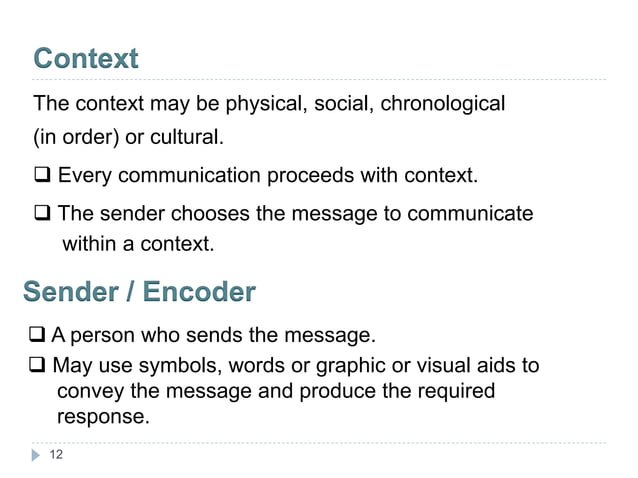 Context
The context may be physical, social, chronological
(in order) or cultural.
❑ Every communication proceeds with context.
❑ The sender chooses the message to communicate
within a context.
Sender / Encoder
❑ A person who sends the message.
❑ May use symbols, words or graphic or visual aids to
convey the message and produce the required
response.
12